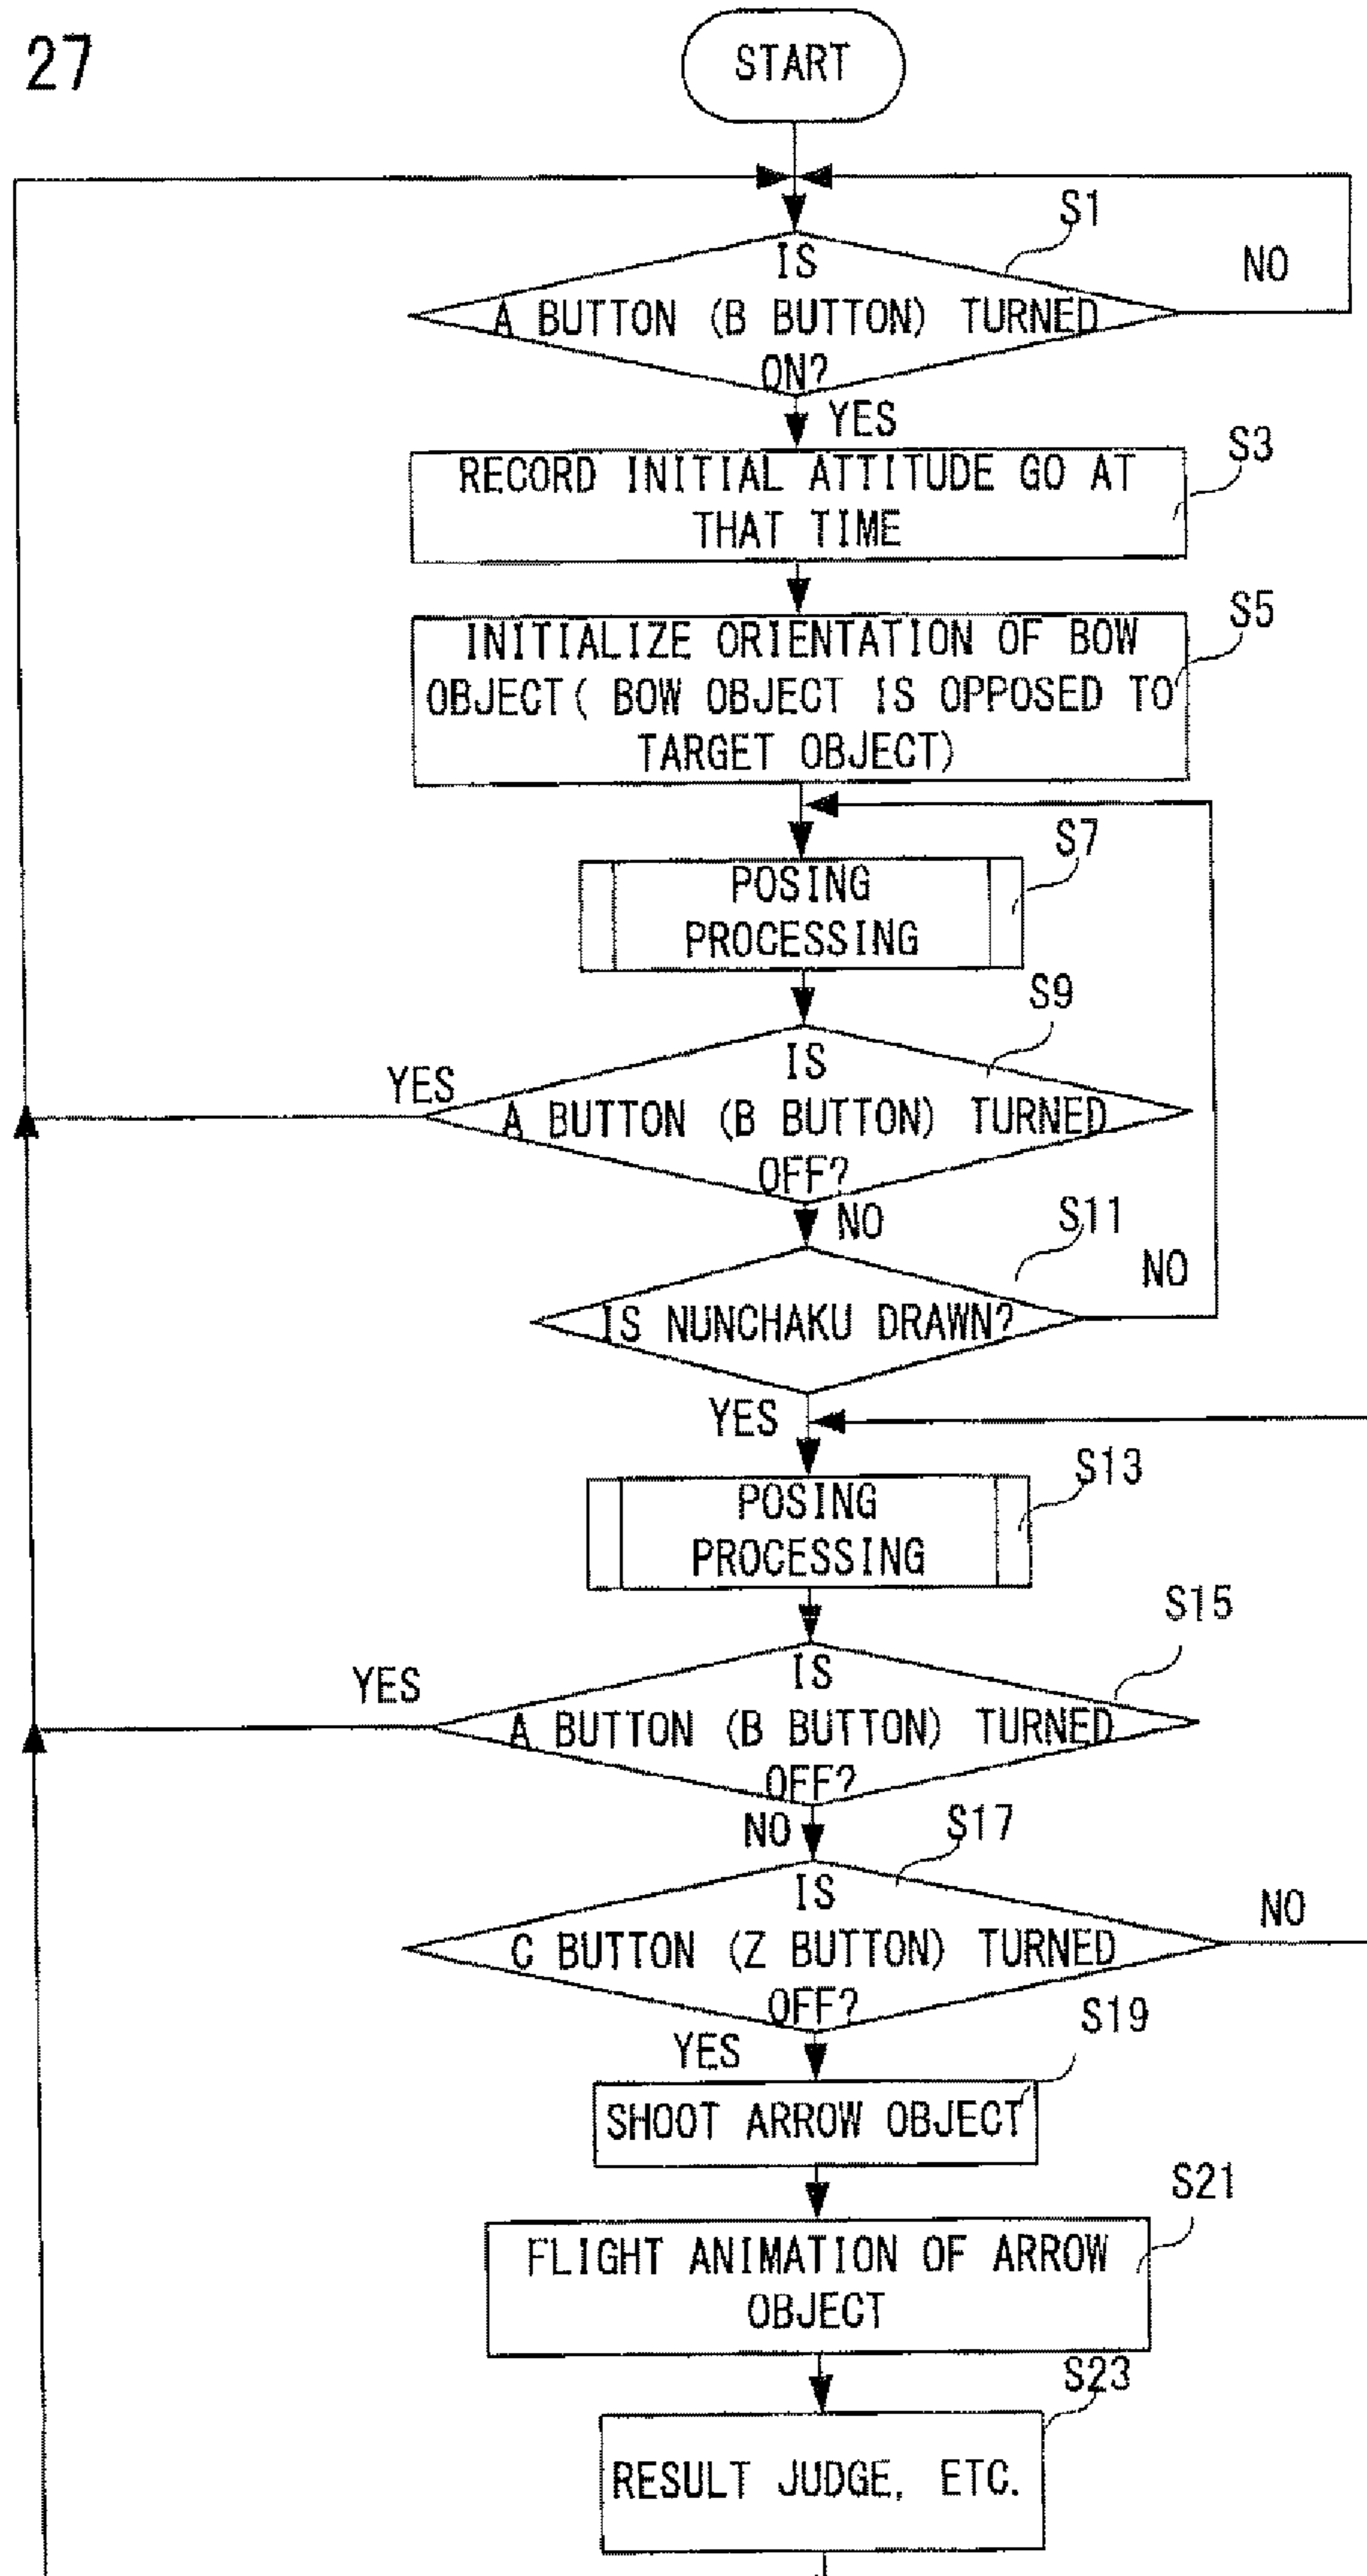 27
START
S1
IS
A BUTTON (B BUTTON) TURNED
ON?
NO
YES
S3
RECORD INITIAL ATTITUDE GO AT
THAT TIME
S5
INITIALIZE ORIENTATION OF BOW
OBJECT( BOW OBJECT IS OPPOSED TO
TARGET OBJECT)
S7
POSING
PROCESSING
S9
IS
A BUTTON (B BUTTON) TURNED
OFF?
YES
NO
S11
IS NUNCHAKU DRAWN?
NO
YES
S13
POSING
PROCESSING
S15
IS
A BUTTON (B BUTTON) TURNED
OFF?
YES
NO
S17
IS
C BUTTON (Z BUTTON) TURNED
OFF?
NO
YES
S19
SHOOT ARROW OBJECT
S21
FLIGHT ANIMATION OF ARROW
OBJECT
S23
RESULT JUDGE, ETC.